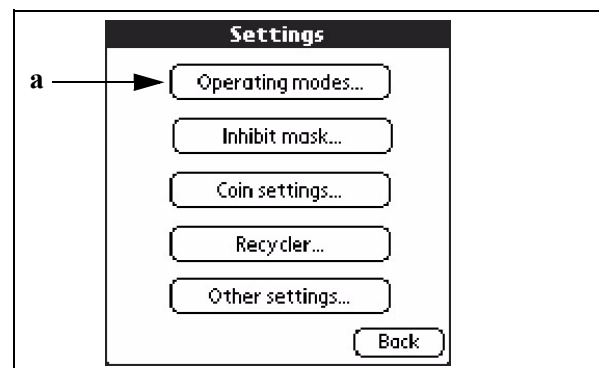 Settings
a
Operating modes...
Inhibit mask...
Coin settings...
Recycler...
Other settings...
Back